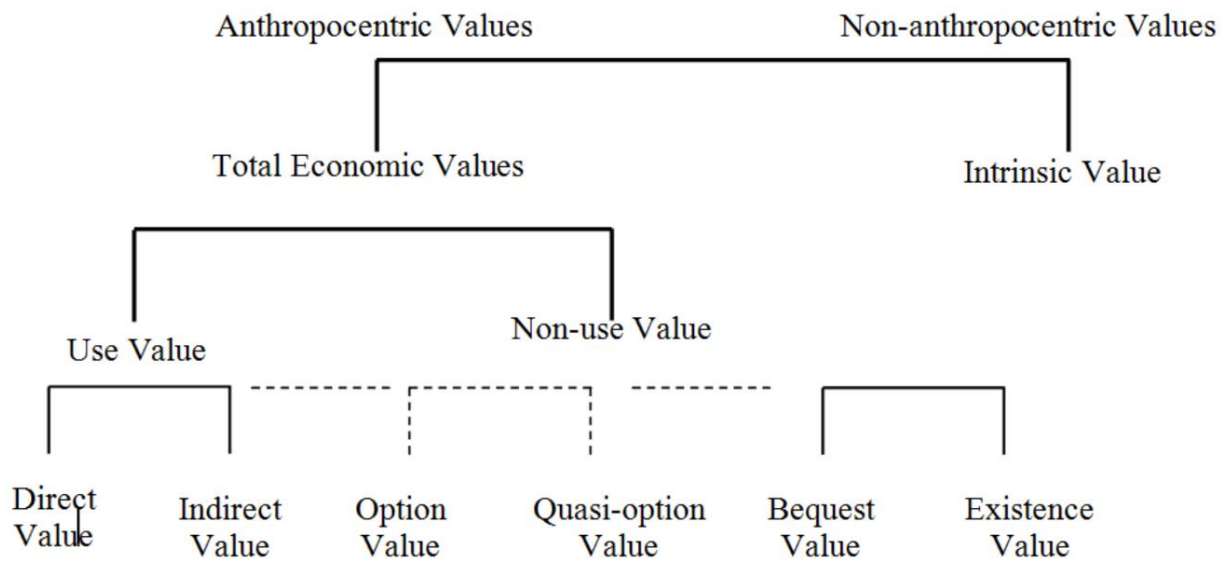 Anthropocentric Values
Non-anthropocentric Values
Total Economic Values
Intrinsic Value
Use Value
Non-use Value
Direct
Value
Indirect
Value
Option
Value
Quasi-option
Value
Bequest
Value
Existence
Value